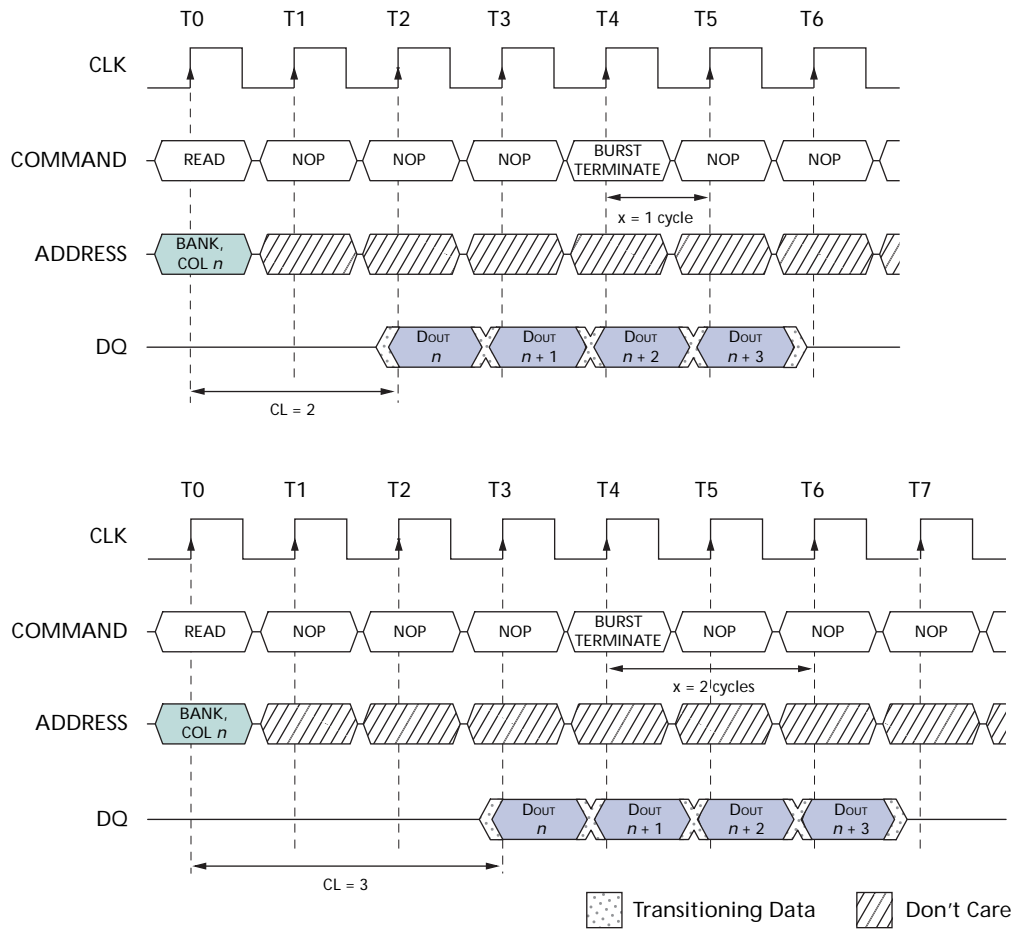 T0 T1 T2 T3 T4 T5 T6
CLK
COMMAND READ NOP NOP NOP BURST TERMINATE NOP NOP
x = 1 cycle
ADDRESS BANK, COL n
DQ DOUT n DOUT n + 1 DOUT n + 2 DOUT n + 3
CL = 2
T0 T1 T2 T3 T4 T5 T6 T7
CLK
COMMAND READ NOP NOP NOP BURST TERMINATE NOP NOP NOP
x = 2 cycles
ADDRESS BANK, COL n
DQ DOUT n DOUT n + 1 DOUT n + 2 DOUT n + 3
CL = 3
Transitioning Data Don't Care